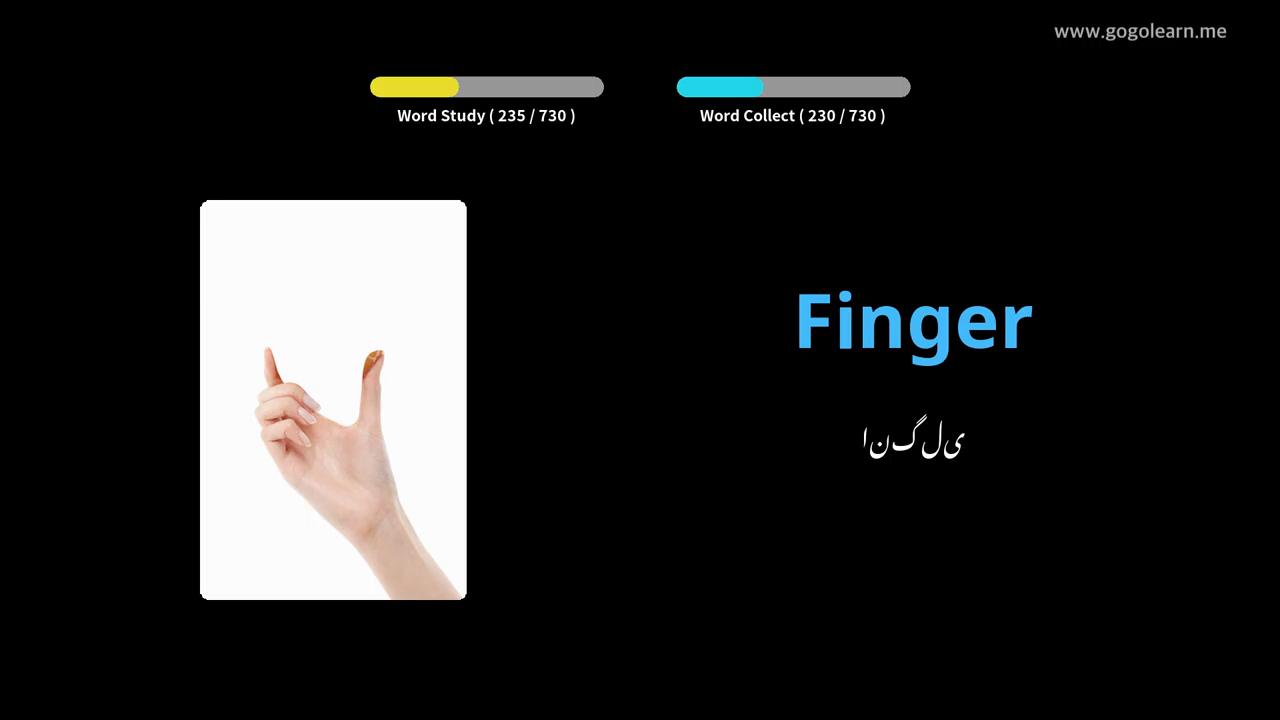 www.gogolearn.me
Word Study ( 235 / 730 )
Word Collect ( 230 / 730 )
Finger
انگلی